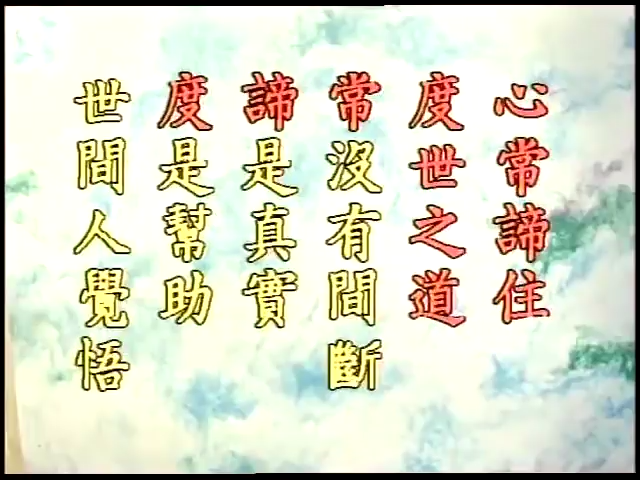 心常諦住
度世之道
常沒有間斷
諦是真實
度是幫助
世間人覺悟